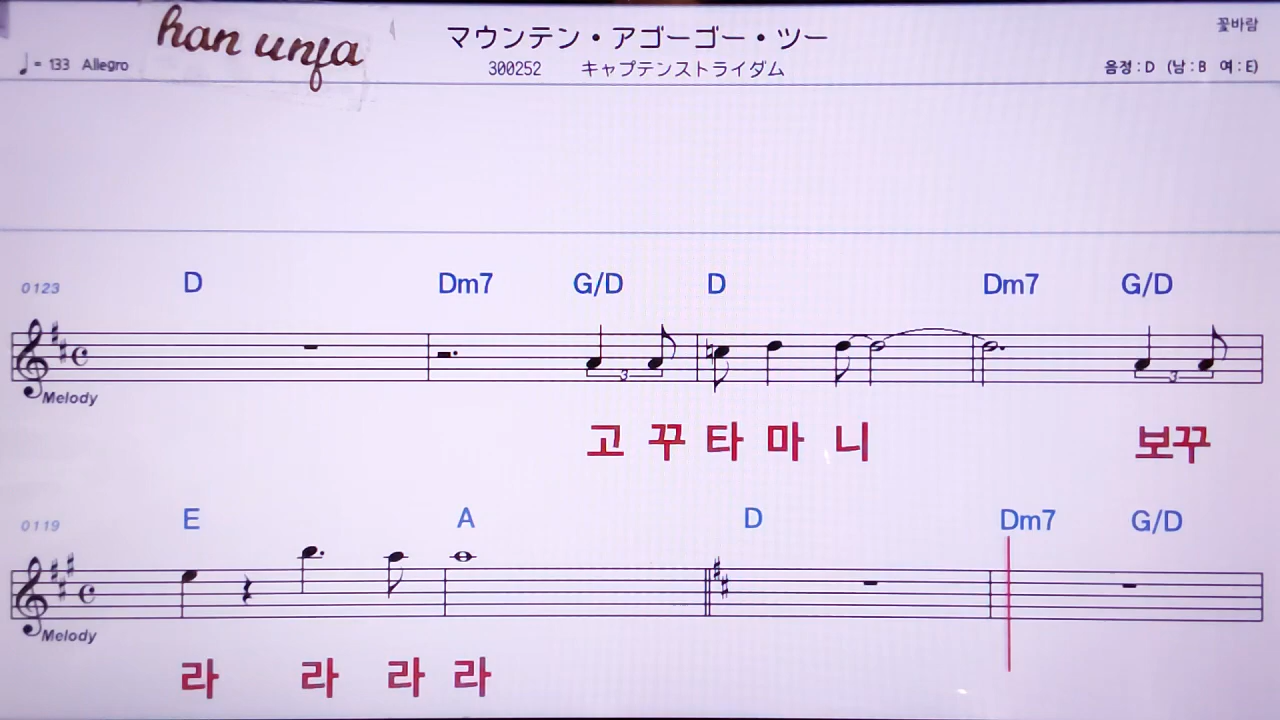 han unja
マウンテン・アゴーゴー・ツー
꽃바람
♩= 133 Allegro
300252 キャプテンストライダム
음정 : D (남 : B 여 : E)
0123 D Dm7 G/D D Dm7 G/D
3 3
Melody
고 꾸 타 마 니 보꾸
0119 E A D Dm7 G/D
Melody
라 라 라 라